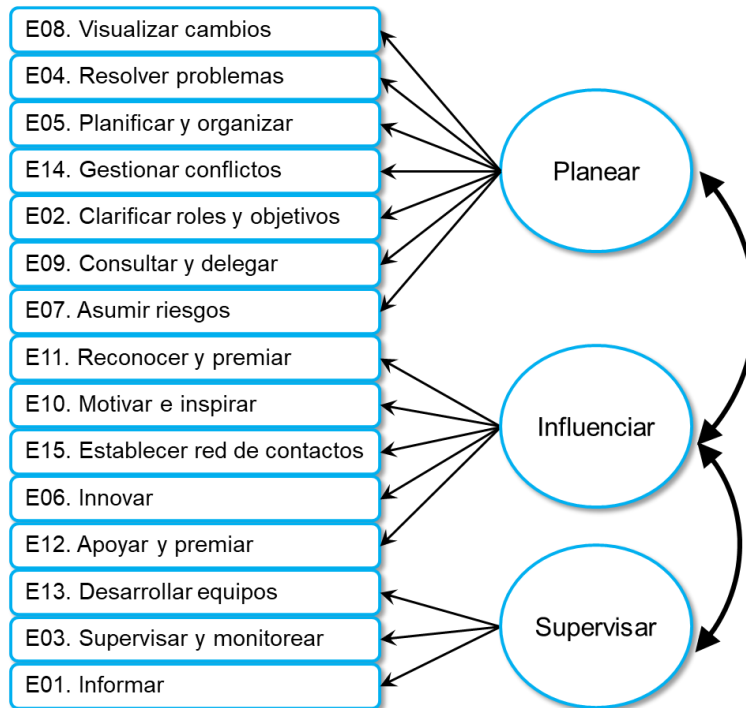 E08. Visualizar cambios
E04. Resolver problemas
E05. Planificar y organizar
E14. Gestionar conflictos
E02. Clarificar roles y objetivos
E09. Consultar y delegar
E07. Asumir riesgos
E11. Reconocer y premiar
E10. Motivar e inspirar
E15. Establecer red de contactos
E06. Innovar
E12. Apoyar y premiar
E13. Desarrollar equipos
E03. Supervisar y monitorear
E01. Informar
Planear
Influenciar
Supervisar